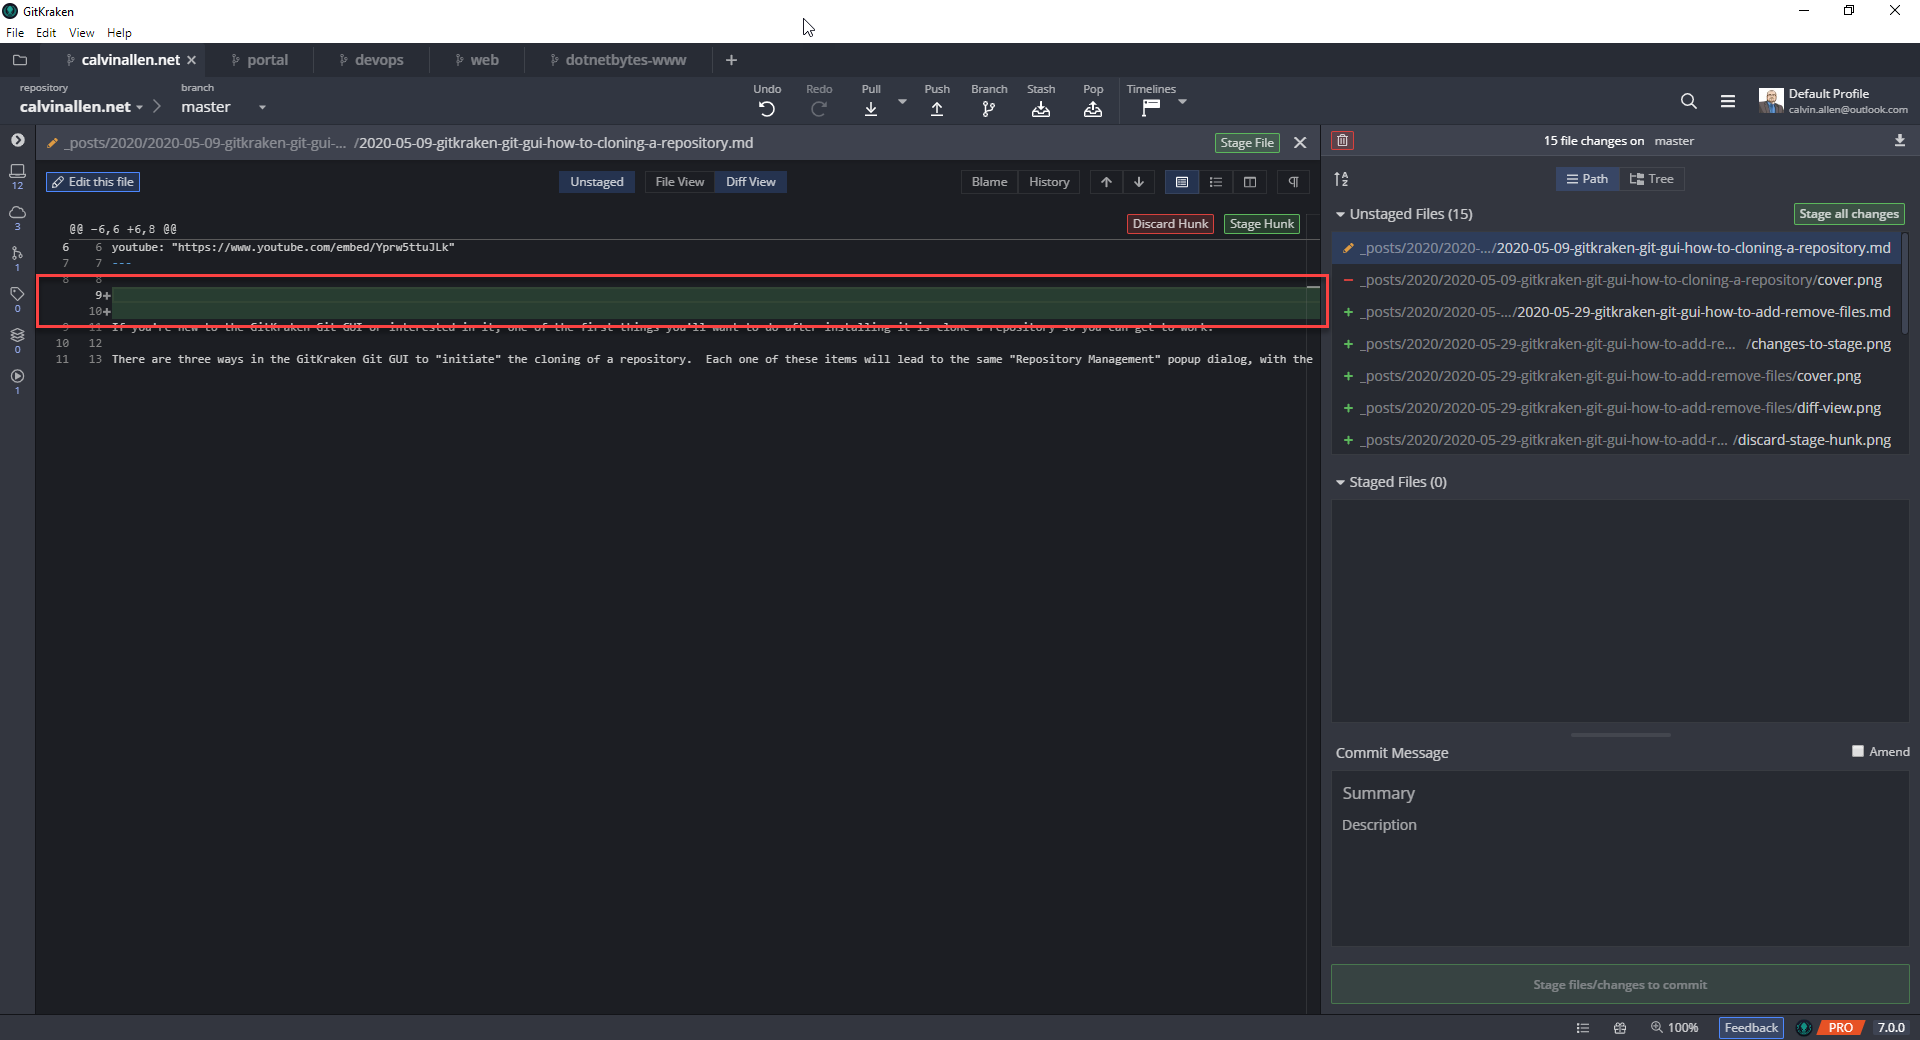 GitKraken
File Edit View Help
calvinallen.net portal devops web dotnetbytes-www
repository branch
calvinallen.net master
Undo Redo Pull Push Branch Stash Pop Timelines
Default Profile
calvin.allen@outlook.com
_posts/2020/2020-05-09-gitkraken-git-gui-... /2020-05-09-gitkraken-git-gui-how-to-cloning-a-repository.md
Stage File
Edit this file
Unstaged File View Diff View Blame History
12
3
1
0
0
1
Discard Hunk Stage Hunk
@@ -6,6 +6,8 @@
6 6 youtube: "https://www.youtube.com/embed/Yprw5ttuJLk"
7 7 ---
8 8
9+
10+
9 11 If you're new to the GitKraken Git GUI or interested in it, one of the first things you'll want to do after installing it is clone a repository so you can get to work.
10 12
11 13 There are three ways in the GitKraken Git GUI to "initiate" the cloning of a repository. Each one of these items will lead to the same "Repository Management" popup dialog, with the
15 file changes on master
Path Tree
Unstaged Files (15)
Stage all changes
_posts/2020/2020-.../2020-05-09-gitkraken-git-gui-how-to-cloning-a-repository.md
_posts/2020/2020-05-09-gitkraken-git-gui-how-to-cloning-a-repository/cover.png
_posts/2020/2020-05-.../2020-05-29-gitkraken-git-gui-how-to-add-remove-files.md
_posts/2020/2020-05-29-gitkraken-git-gui-how-to-add-re... /changes-to-stage.png
_posts/2020/2020-05-29-gitkraken-git-gui-how-to-add-remove-files/cover.png
_posts/2020/2020-05-29-gitkraken-git-gui-how-to-add-remove-files/diff-view.png
_posts/2020/2020-05-29-gitkraken-git-gui-how-to-add-r... /discard-stage-hunk.png
Staged Files (0)
Commit Message
Amend
Summary
Description
Stage files/changes to commit
100% Feedback PRO 7.0.0